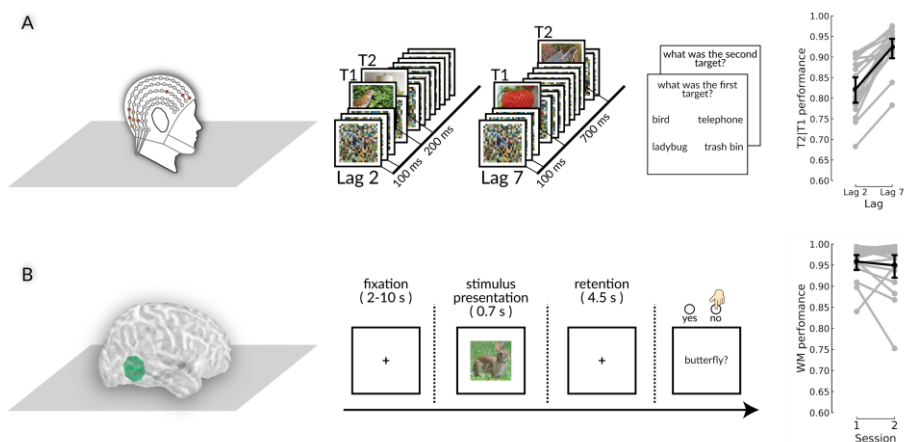 A
T1
T2
Lag 2
100 ms
200 ms
T1
T2
Lag 7
100 ms
700 ms
what was the second
target?
what was the first
target?
bird telephone
ladybug trash bin
T2|T1 performance
1.00
0.95
0.90
0.85
0.80
0.75
0.70
0.65
0.60
Lag 2 Lag 7
Lag
B
fixation
(2-10 s)
stimulus
presentation
(0.7 s)
retention
(4.5 s)
yes no
+
+
butterfly?
WM perfomance
1.00
0.95
0.90
0.85
0.80
0.75
0.70
0.65
0.60
1 2
Session